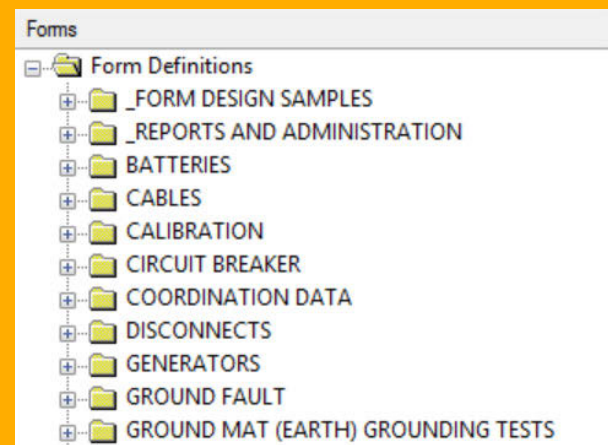 Forms
Form Definitions
_FORM DESIGN SAMPLES
_REPORTS AND ADMINISTRATION
BATTERIES
CABLES
CALIBRATION
CIRCUIT BREAKER
COORDINATION DATA
DISCONNECTS
GENERATORS
GROUND FAULT
GROUND MAT (EARTH) GROUNDING TESTS